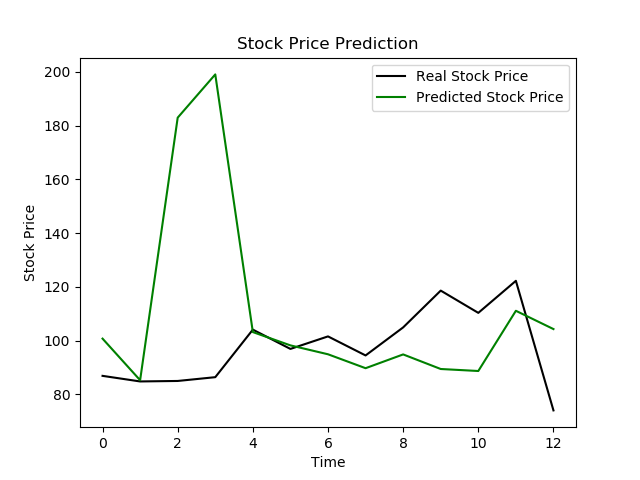 Stock Price Prediction
Real Stock Price
Predicted Stock Price
200
180
160
140
120
100
80
Stock Price
0 2 4 6 8 10 12
Time